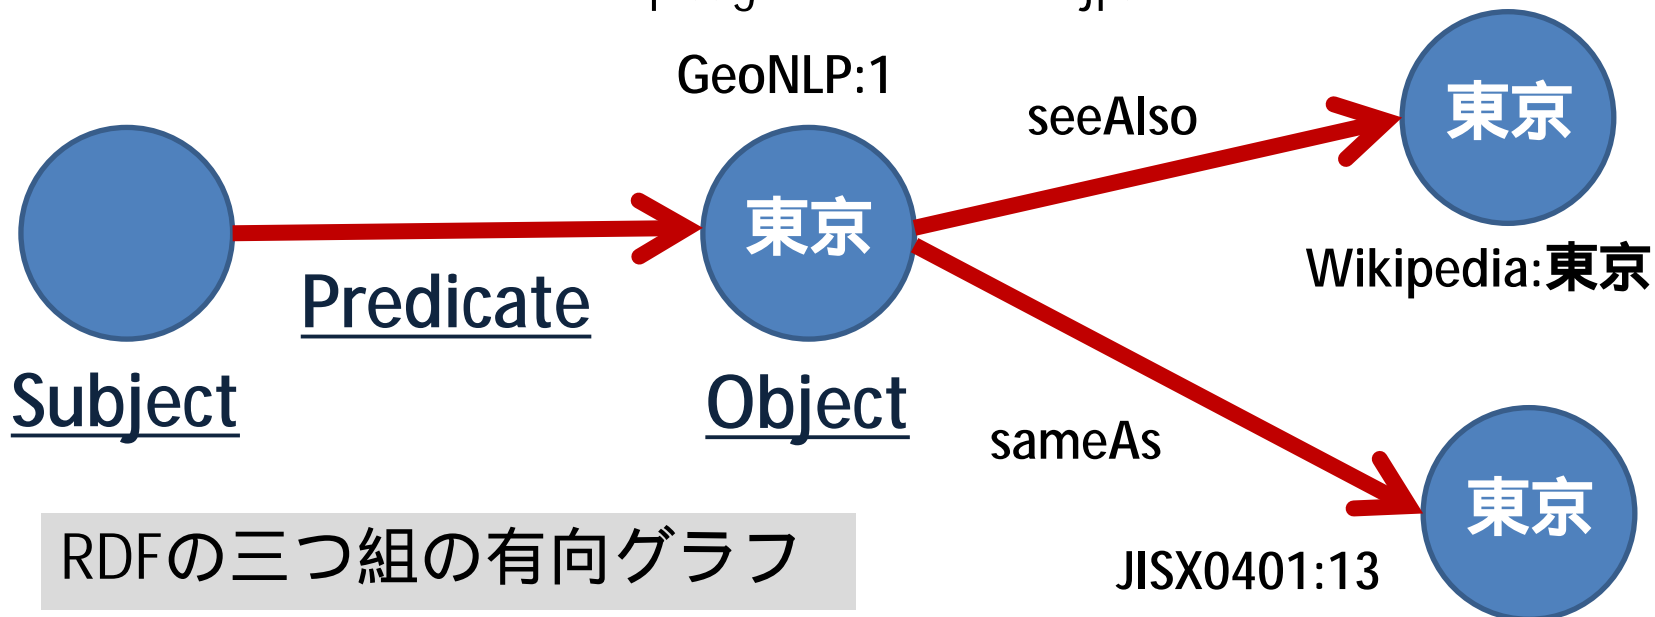 GeoNLP:1
seeAlso
東京
東京
Wikipedia:東京
Predicate
Subject
Object
sameAs
東京
RDFの三つ組の有向グラフ
JISX0401:13